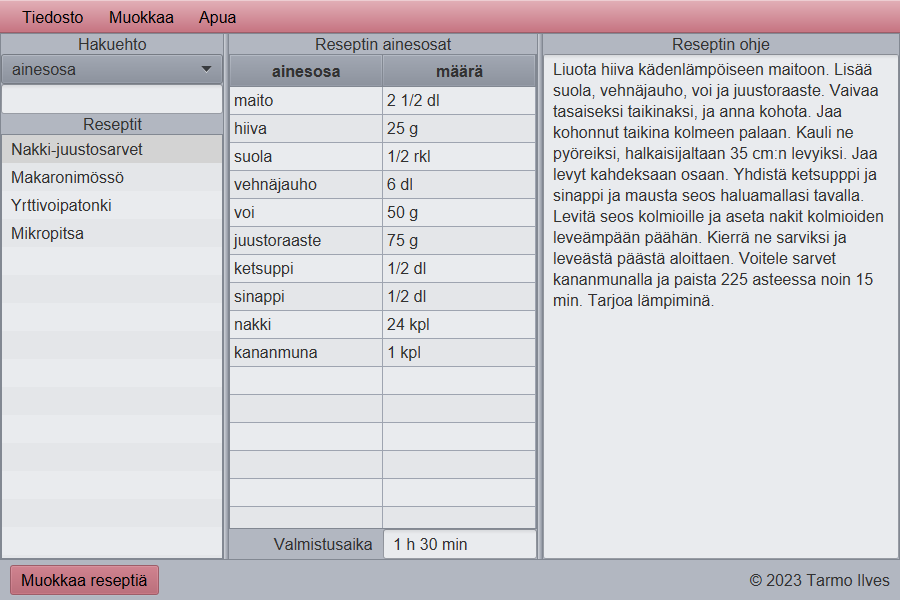 Tiedosto Muokkaa Apua
Hakuehto
ainesosa
Reseptit
Nakki-juustosarvet
Makaronimössö
Yrttivoipatonki
Mikropitsa
Reseptin ainesosat
ainesosa määrä
maito 2 1/2 dl
hiiva 25 g
suola 1/2 rkl
vehnäjauho 6 dl
voi 50 g
juustoraaste 75 g
ketsuppi 1/2 dl
sinappi 1/2 dl
nakki 24 kpl
kananmuna 1 kpl
Valmistusaika 1 h 30 min
Reseptin ohje
Liuota hiiva kädenlämpöiseen maitoon. Lisää
suola, vehnäjauho, voi ja juustoraaste. Vaivaa
tasaiseksi taikinaksi, ja anna kohota. Jaa
kohonnut taikina kolmeen palaan. Kauli ne
pyöreiksi, halkaisijaltaan 35 cm:n levyiksi. Jaa
levyt kahdeksaan osaan. Yhdistä ketsupppi ja
sinappi ja mausta seos haluamallasi tavalla.
Levitä seos kolmioille ja aseta nakit kolmioiden
leveämpään päähän. Kierrä ne sarviksi ja
leveästä päästä aloittaen. Voitele sarvet
kananmunalla ja paista 225 asteessa noin 15
min. Tarjoa lämpiminä.
Muokkaa reseptiä
© 2023 Tarmo Ilves